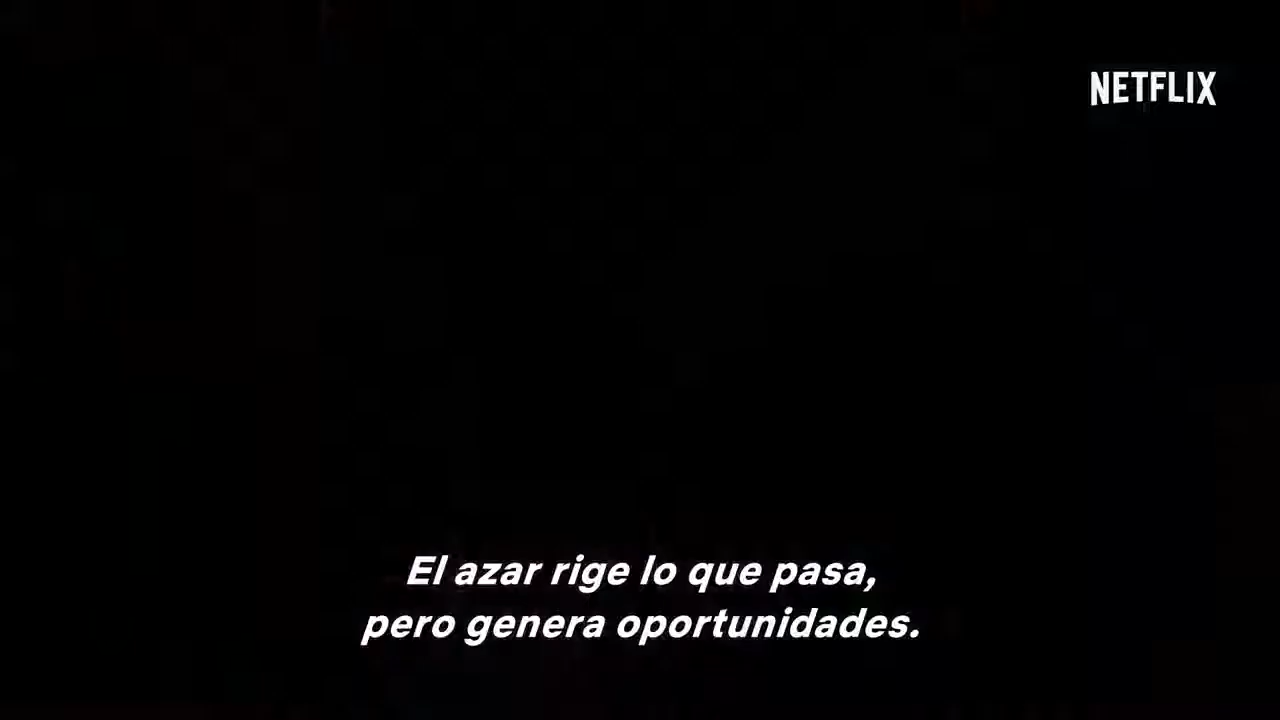 NETFLIX
El azar rige lo que pasa,
pero genera oportunidades.